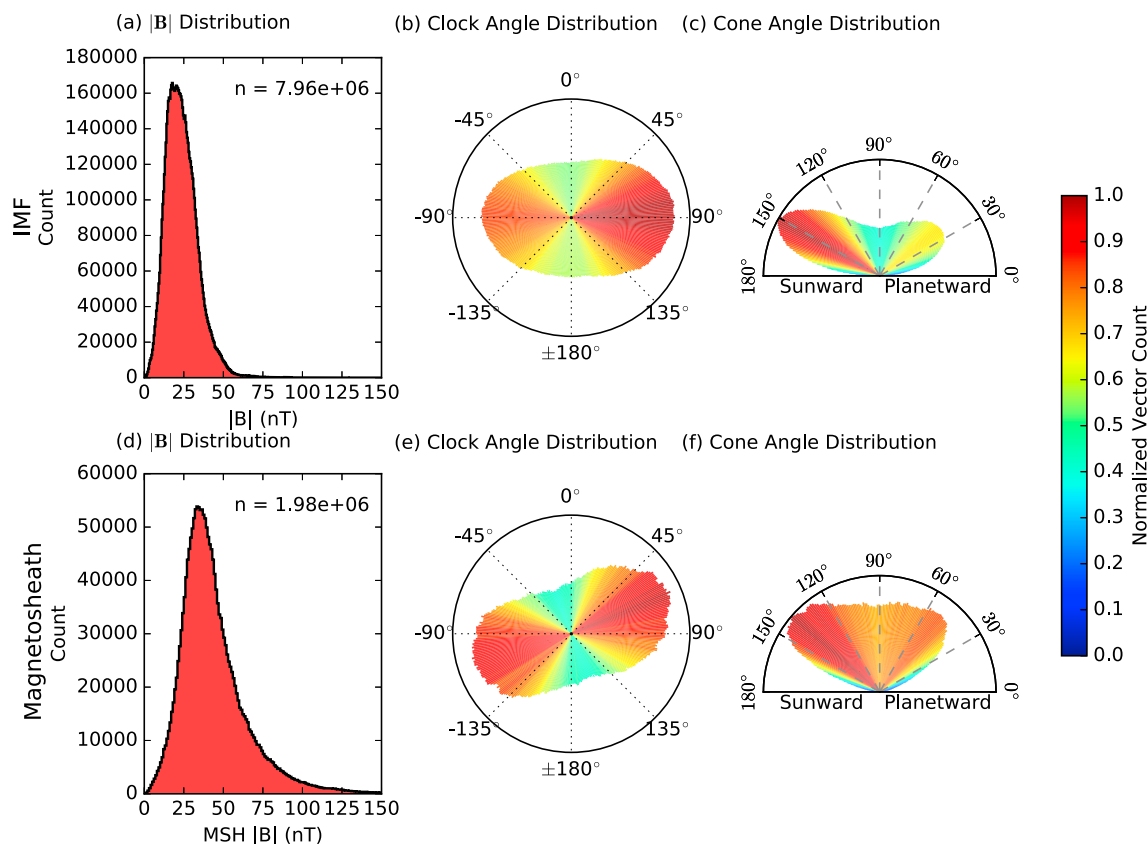 (a) |B| Distribution
(b) Clock Angle Distribution
(c) Cone Angle Distribution
180000
160000
140000
120000
100000
80000
60000
40000
20000
0
IMF
Count
n = 7.96e+06
0 25 50 75 100 125 150
|B| (nT)
0°
-45°
45°
-90°
90°
-135°
135°
±180°
90°
120°
60°
150°
30°
180°
0°
Sunward
Planetward
1.0
0.9
0.8
0.7
0.6
0.5
0.4
0.3
0.2
0.1
0.0
Normalized Vector Count
(d) |B| Distribution
(e) Clock Angle Distribution
(f) Cone Angle Distribution
60000
50000
40000
30000
20000
10000
0
Magnetosheath
Count
n = 1.98e+06
0 25 50 75 100 125 150
MSH |B| (nT)
0°
-45°
45°
-90°
90°
-135°
135°
±180°
90°
120°
60°
150°
30°
180°
0°
Sunward
Planetward